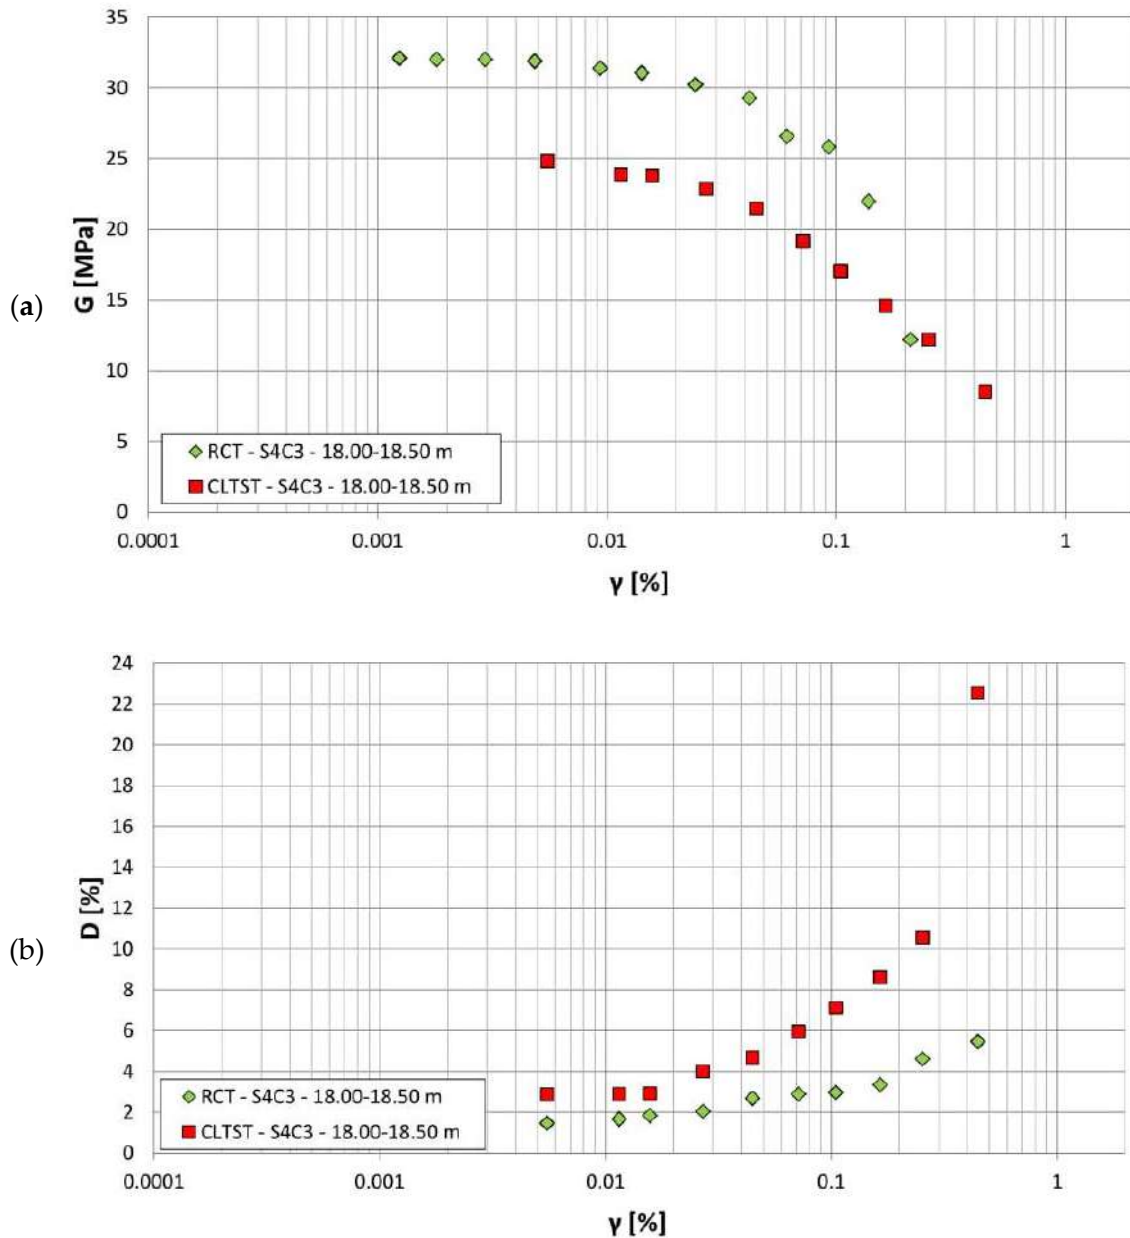 35
30
25
20
15
10
5
0
G [MPa]
(a)
RCT - S4C3 - 18.00-18.50 m
CLTST - S4C3 - 18.00-18.50 m
0.0001 0.001 0.01 0.1 1
γ [%]
24
22
20
18
16
14
12
10
8
6
4
2
0
D [%]
(b)
RCT - S4C3 - 18.00-18.50 m
CLTST - S4C3 - 18.00-18.50 m
0.0001 0.001 0.01 0.1 1
γ [%]